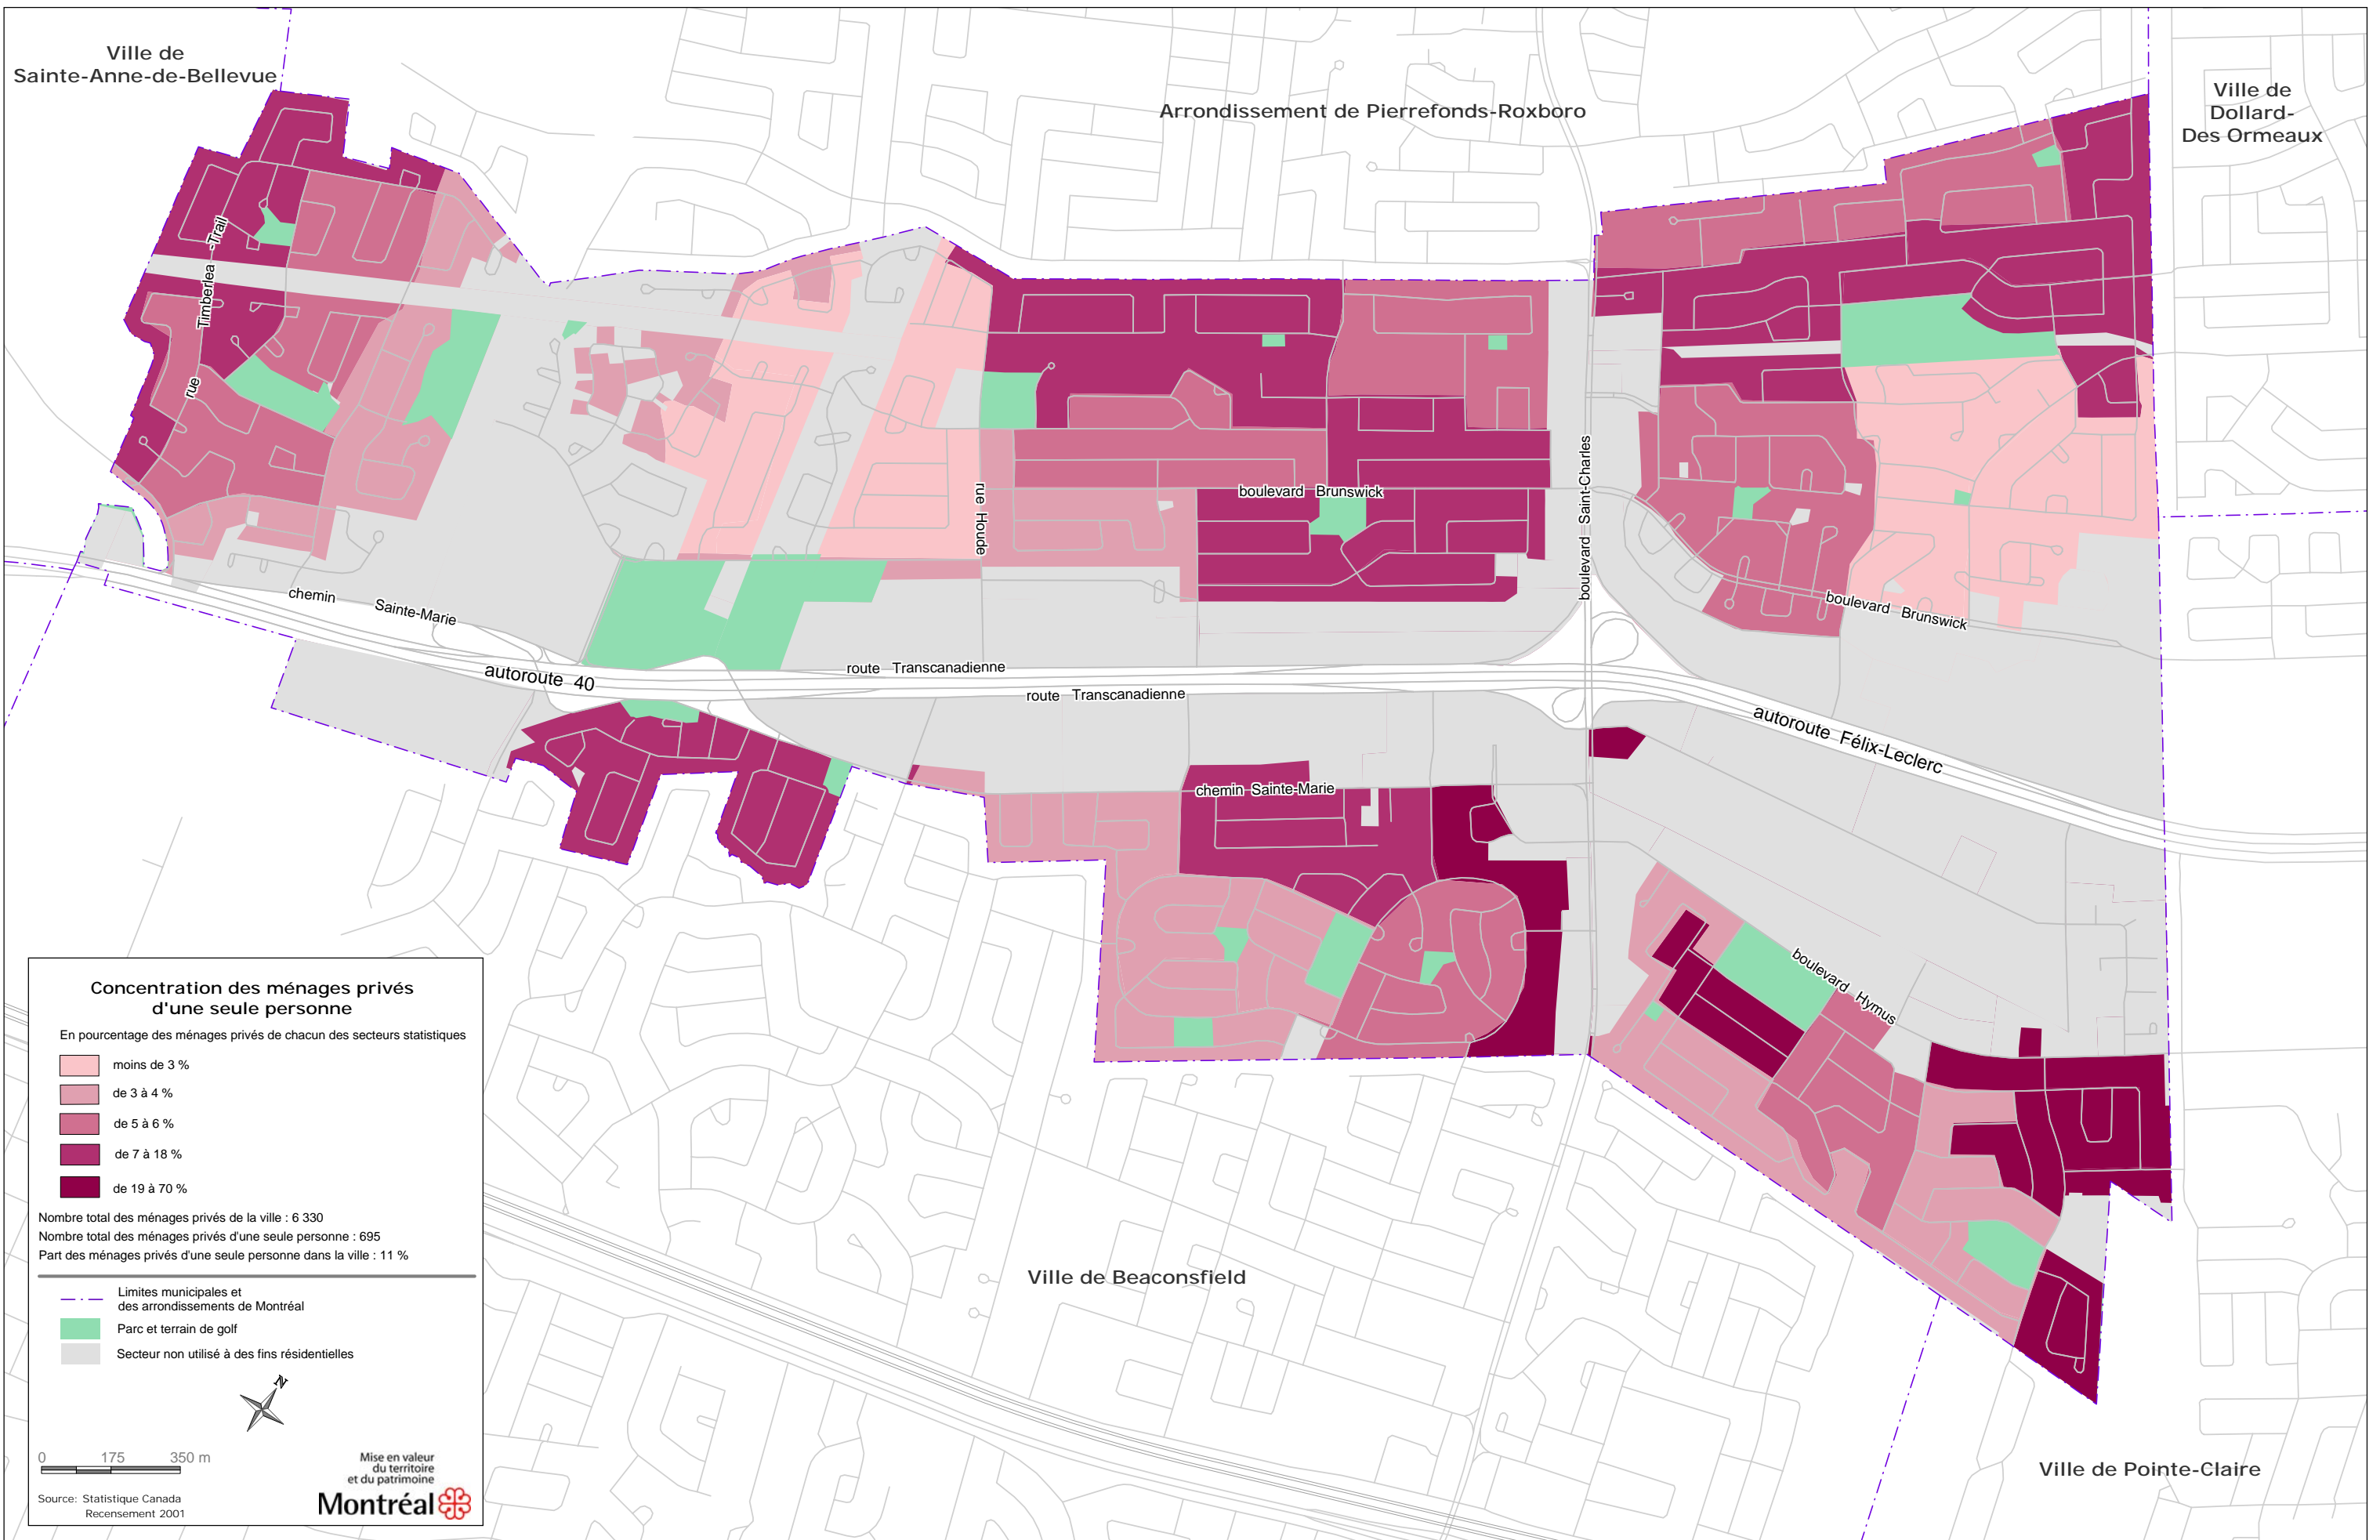 Ville de
Sainte-Anne-de-Bellevue
Arrondissement de Pierrefonds-Roxboro
Ville de
Dollard-
Des Ormeaux
rue Timberlea -Trail
rue Houde
boulevard Brunswick
boulevard Saint-Charles
boulevard Brunswick
chemin Sainte-Marie
autoroute 40
route Transcanadienne
route Transcanadienne
autoroute Félix-Leclerc
chemin Sainte-Marie
boulevard Hymus
Ville de Beaconsfield
Ville de Pointe-Claire
Concentration des ménages privés
d'une seule personne
En pourcentage des ménages privés de chacun des secteurs statistiques
moins de 3 %
de 3 à 4 %
de 5 à 6 %
de 7 à 18 %
de 19 à 70 %
Nombre total des ménages privés de la ville : 6 330
Nombre total des ménages privés d'une seule personne : 695
Part des ménages privés d'une seule personne dans la ville : 11 %
Limites municipales et
des arrondissements de Montréal
Parc et terrain de golf
Secteur non utilisé à des fins résidentielles
N
0 175 350 m
Source: Statistique Canada
Recensement 2001
Mise en valeur
du territoire
et du patrimoine
Montréal